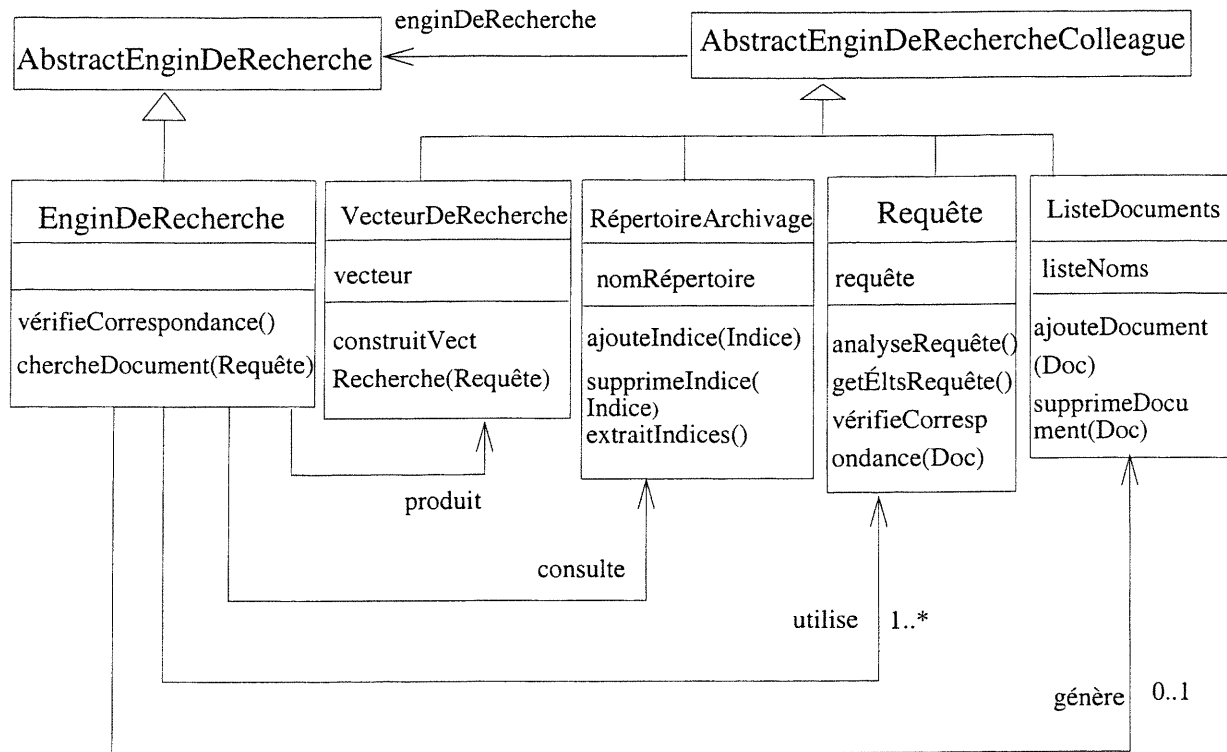 enginDeRecherche
AbstractEnginDeRecherche
AbstractEnginDeRechercheColleague
EnginDeRecherche
vérifieCorrespondance()
chercheDocument(Requête)
VecteurDeRecherche
vecteur
construitVect
Recherche(Requête)
RépertoireArchivage
nomRépertoire
ajouteIndice(Indice)
supprimeIndice(
Indice)
extraitIndices()
Requête
requête
analyseRequête()
getÉltsRequête()
vérifieCorresp
ondance(Doc)
ListeDocuments
listeNoms
ajouteDocument
(Doc)
supprimeDocu
ment(Doc)
produit
consulte
utilise
1..*
génère
0..1